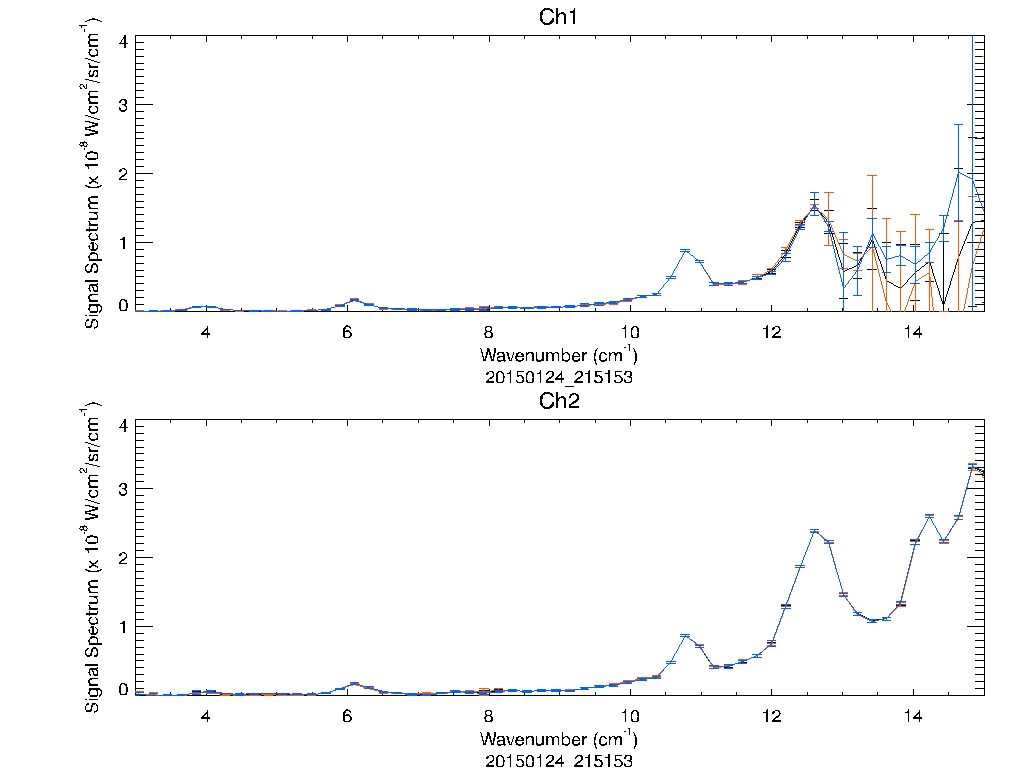 Ch1
Signal Spectrum (x 10⁻⁸ W/cm²/sr/cm⁻¹)
4
3
2
1
0
4 6 8 10 12 14
Wavenumber (cm⁻¹)
20150124_215153
Ch2
Signal Spectrum (x 10⁻⁸ W/cm²/sr/cm⁻¹)
4
3
2
1
0
4 6 8 10 12 14
Wavenumber (cm⁻¹)
20150124_215153